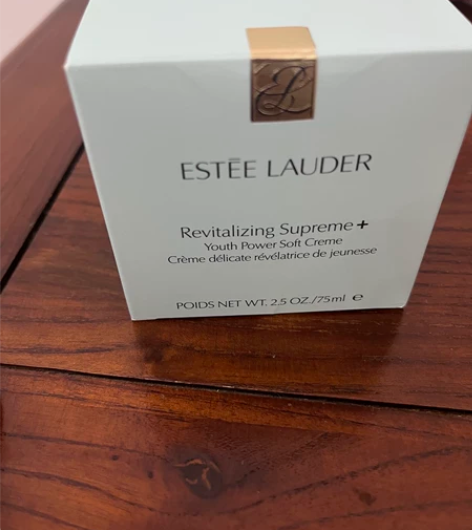 ESTĒE LAUDER
Revitalizing Supreme+
Youth Power Soft Creme
Crème délicate révélatrice de jeunesse
POIDS NET WT. 2.5 OZ./75ml ℮